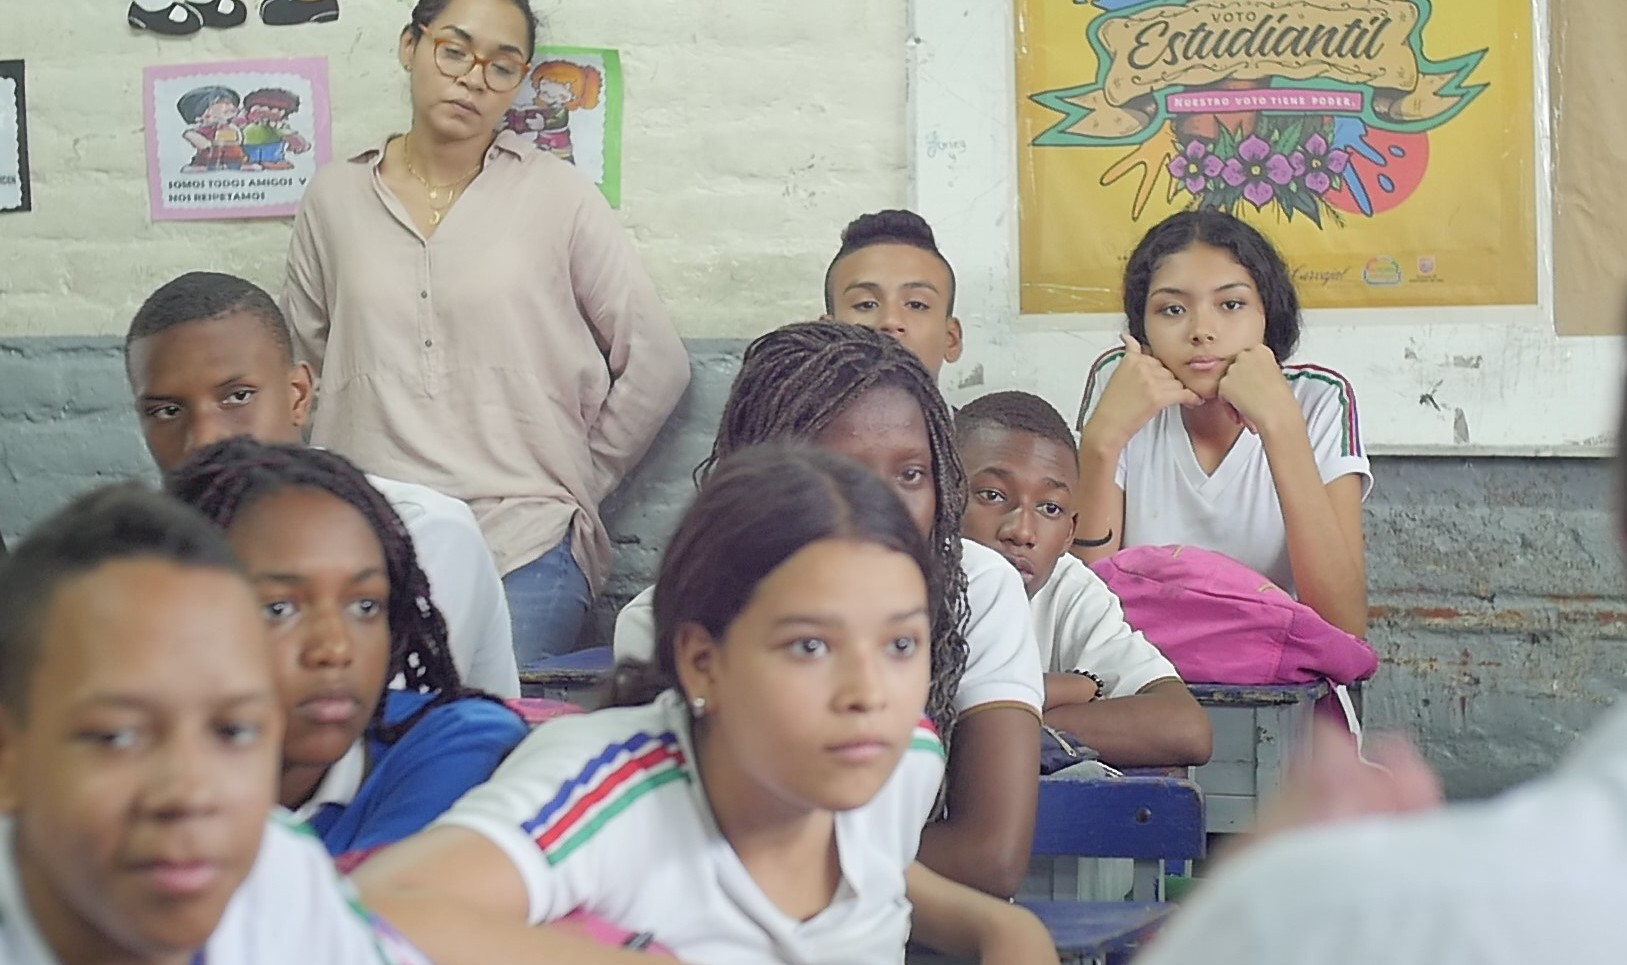 VOTO
Estudiantil
NUESTRO VOTO TIENE PODER.
SOMOS TODOS AMIGOS Y
NOS RESPETAMOS